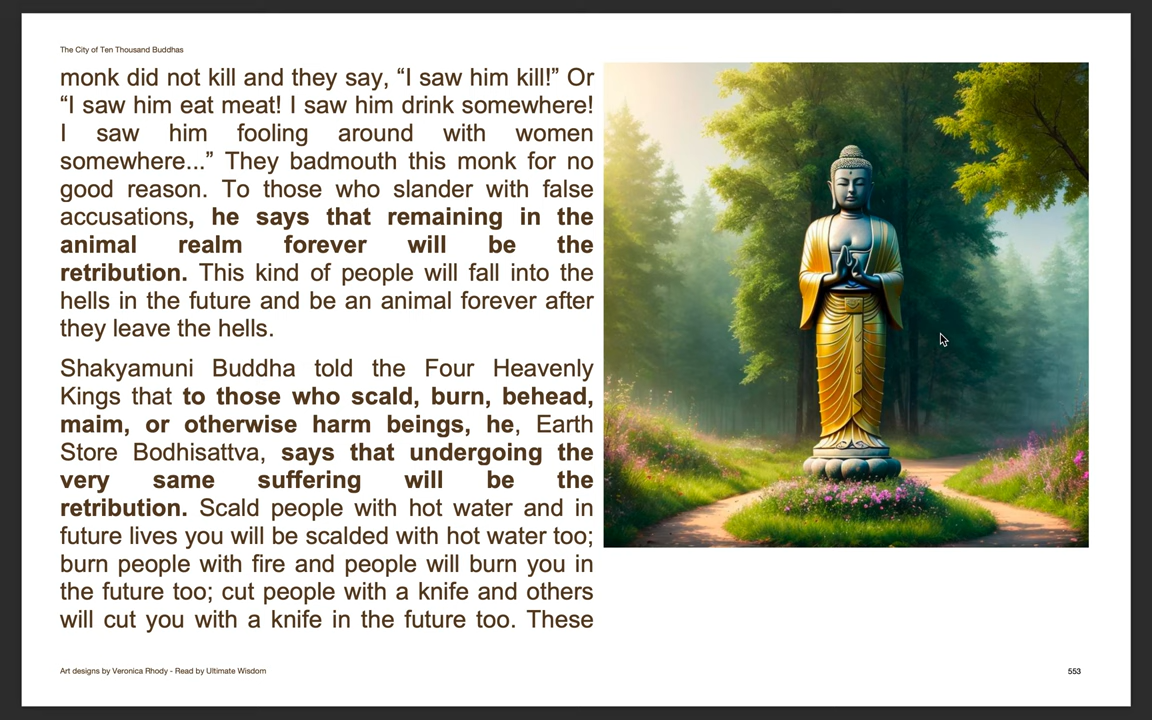 The City of Ten Thousand Buddhas
monk did not kill and they say, “I saw him kill!” Or
“I saw him eat meat! I saw him drink somewhere!
I saw him fooling around with women
somewhere...” They badmouth this monk for no
good reason. To those who slander with false
accusations, he says that remaining in the
animal realm forever will be the
retribution. This kind of people will fall into the
hells in the future and be an animal forever after
they leave the hells.
Shakyamuni Buddha told the Four Heavenly
Kings that to those who scald, burn, behead,
maim, or otherwise harm beings, he, Earth
Store Bodhisattva, says that undergoing the
very same suffering will be the
retribution. Scald people with hot water and in
future lives you will be scalded with hot water too;
burn people with fire and people will burn you in
the future too; cut people with a knife and others
will cut you with a knife in the future too. These
Art designs by Veronica Rhody - Read by Ultimate Wisdom
553